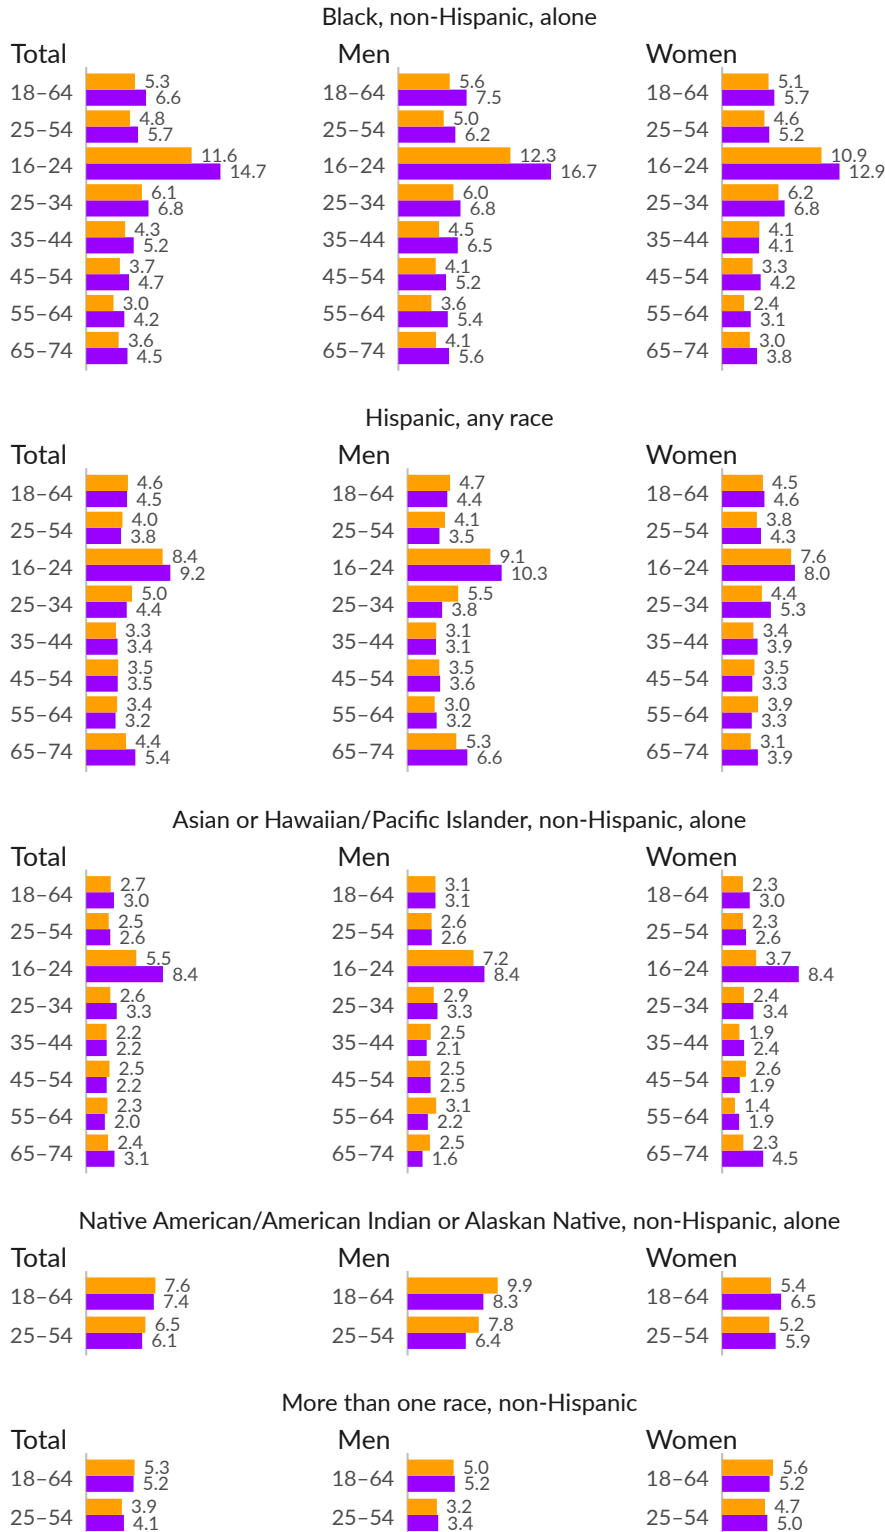 Black, non-Hispanic, alone
Total Men Women
5.3 5.6 5.1
18–64 18–64 18–64
6.6 7.5 5.7
4.8 5.0 4.6
25–54 25–54 25–54
5.7 6.2 5.2
11.6 12.3 10.9
16–24 16–24 16–24
14.7 16.7 12.9
6.1 6.0 6.2
25–34 25–34 25–34
6.8 6.8 6.8
4.3 4.5 4.1
35–44 35–44 35–44
5.2 6.5 4.1
3.7 4.1 3.3
45–54 45–54 45–54
4.7 5.2 4.2
3.0 3.6 2.4
55–64 55–64 55–64
4.2 5.4 3.1
3.6 4.1 3.0
65–74 65–74 65–74
4.5 5.6 3.8
Hispanic, any race
Total Men Women
4.6 4.7 4.5
18–64 18–64 18–64
4.5 4.4 4.6
4.0 4.1 3.8
25–54 25–54 25–54
3.8 3.5 4.3
8.4 9.1 7.6
16–24 16–24 16–24
9.2 10.3 8.0
5.0 5.5 4.4
25–34 25–34 25–34
4.4 3.8 5.3
3.3 3.1 3.4
35–44 35–44 35–44
3.4 3.1 3.9
3.5 3.5 3.5
45–54 45–54 45–54
3.5 3.6 3.3
3.4 3.0 3.9
55–64 55–64 55–64
3.2 3.2 3.3
4.4 5.3 3.1
65–74 65–74 65–74
5.4 6.6 3.9
Asian or Hawaiian/Pacific Islander, non-Hispanic, alone
Total Men Women
2.7 3.1 2.3
18–64 18–64 18–64
3.0 3.1 3.0
2.5 2.6 2.3
25–54 25–54 25–54
2.6 2.6 2.6
5.5 7.2 3.7
16–24 16–24 16–24
8.4 8.4 8.4
2.6 2.9 2.4
25–34 25–34 25–34
3.3 3.3 3.4
2.2 2.5 1.9
35–44 35–44 35–44
2.2 2.1 2.4
2.5 2.5 2.6
45–54 45–54 45–54
2.2 2.5 1.9
2.3 3.1 1.4
55–64 55–64 55–64
2.0 2.2 1.9
2.4 2.5 2.3
65–74 65–74 65–74
3.1 1.6 4.5
Native American/American Indian or Alaskan Native, non-Hispanic, alone
Total Men Women
7.6 9.9 5.4
18–64 18–64 18–64
7.4 8.3 6.5
6.5 7.8 5.2
25–54 25–54 25–54
6.1 6.4 5.9
More than one race, non-Hispanic
Total Men Women
5.3 5.0 5.6
18–64 18–64 18–64
5.2 5.2 5.2
3.9 3.2 4.7
25–54 25–54 25–54
4.1 3.4 5.0